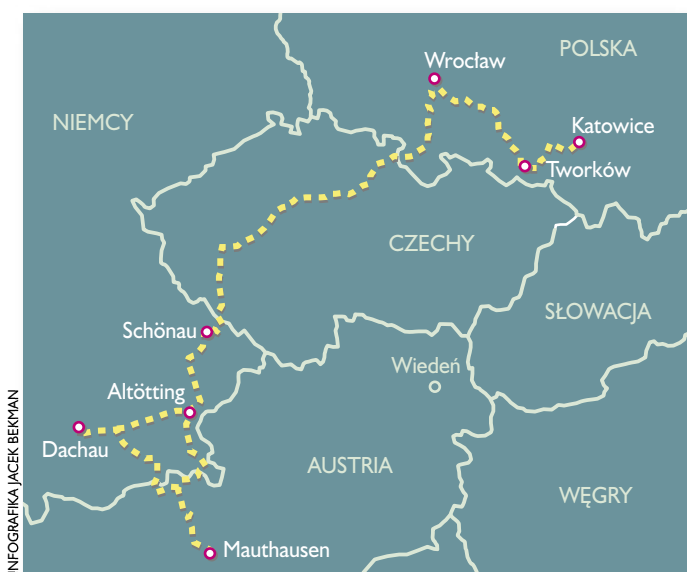 POLSKA
Wrocław
NIEMCY
Katowice
Tworków
CZECHY
SŁOWACJA
Schönau
Wiedeń
Altötting
Dachau
AUSTRIA
WĘGRY
Mauthausen
INFOGRAFIKA JACEK BEKMAN